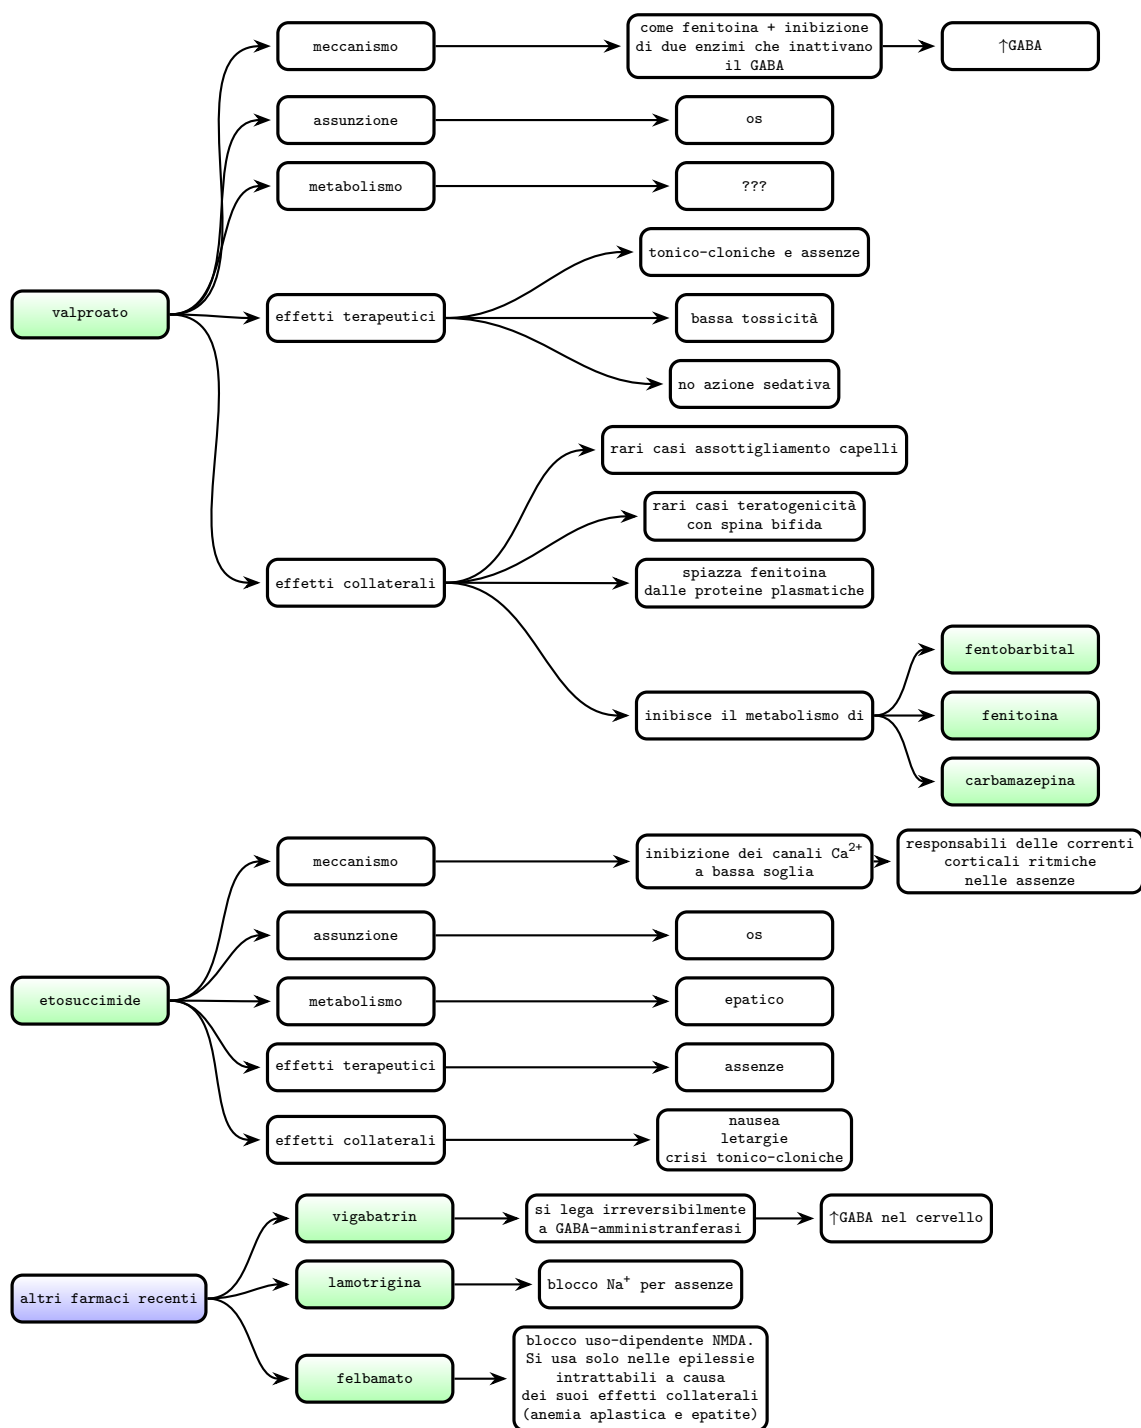 meccanismo
come fenitoina + inibizione
di due enzimi che inattivano
il GABA
↑GABA
assunzione
os
metabolismo
???
valproato
effetti terapeutici
tonico-cloniche e assenze
bassa tossicità
no azione sedativa
effetti collaterali
rari casi assottigliamento capelli
rari casi teratogenicità
con spina bifida
spiazza fenitoina
dalle proteine plasmatiche
inibisce il metabolismo di
fentobarbital
fenitoina
carbamazepina
etosuccimide
meccanismo
inibizione dei canali Ca²⁺
a bassa soglia
responsabili delle correnti
corticali ritmiche
nelle assenze
assunzione
os
metabolismo
epatico
effetti terapeutici
assenze
effetti collaterali
nausea
letargie
crisi tonico-cloniche
altri farmaci recenti
vigabatrin
si lega irreversibilmente
a GABA-amministranferasi
↑GABA nel cervello
lamotrigina
blocco Na⁺ per assenze
felbamato
blocco uso-dipendente NMDA.
Si usa solo nelle epilessie
intrattabili a causa
dei suoi effetti collaterali
(anemia aplastica e epatite)